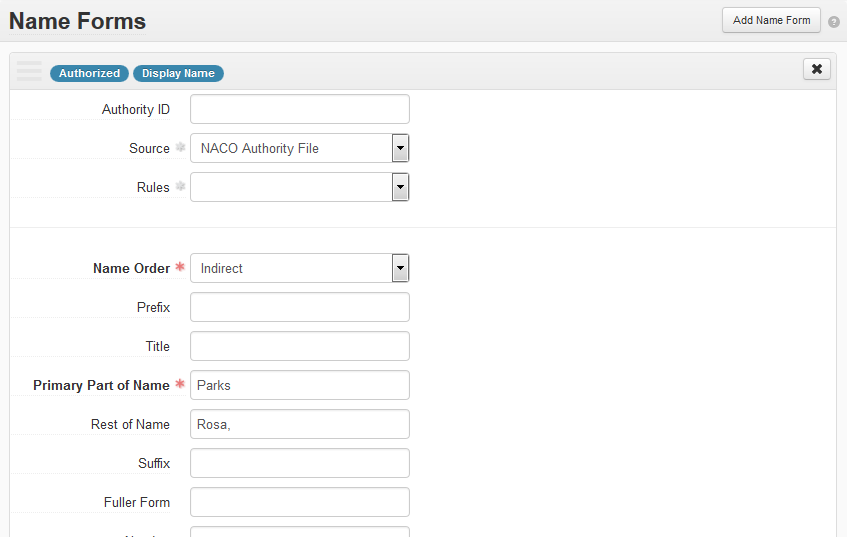 Name Forms
Add Name Form
Authorized Display Name
Authority ID
Source NACO Authority File
Rules
Name Order Indirect
Prefix
Title
Primary Part of Name Parks
Rest of Name Rosa,
Suffix
Fuller Form